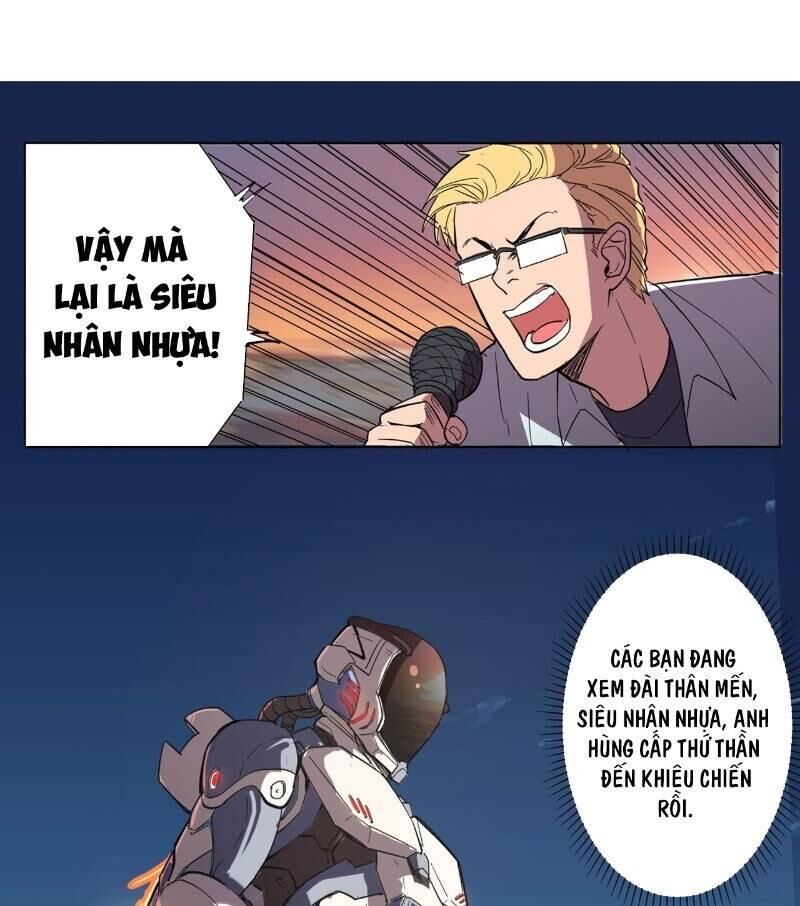 VẬY MÀ
LẠI LÀ SIÊU
NHÂN NHỰA!
CÁC BẠN ĐANG
XEM ĐÀI THÂN MẾN,
SIÊU NHÂN NHỰA, ANH
HÙNG CẤP THỨ THẦN
ĐẾN KHIÊU CHIẾN
RỒI.